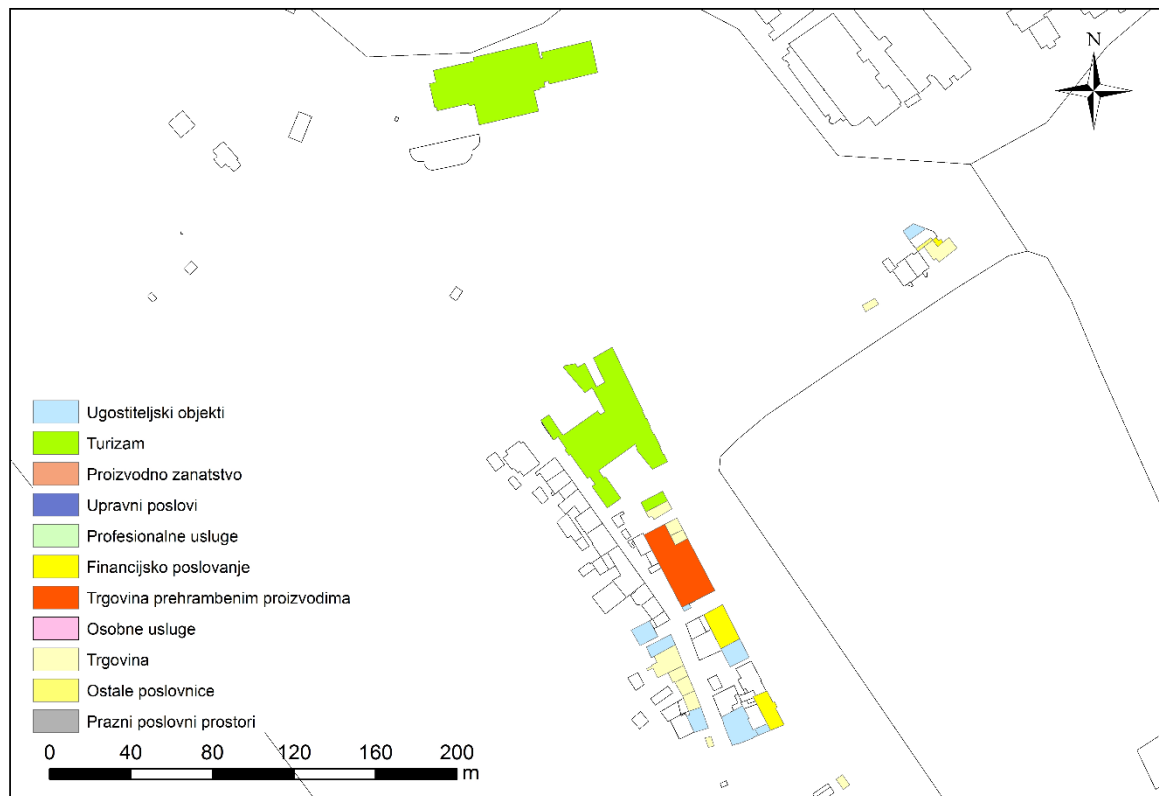 N
Ugostiteljski objekti
Turizam
Proizvodno zanatstvo
Upravni poslovi
Profesionalne usluge
Financijsko poslovanje
Trgovina prehrambenim proizvodima
Osobne usluge
Trgovina
Ostale poslovnice
Prazni poslovni prostori
0 40 80 120 160 200
m